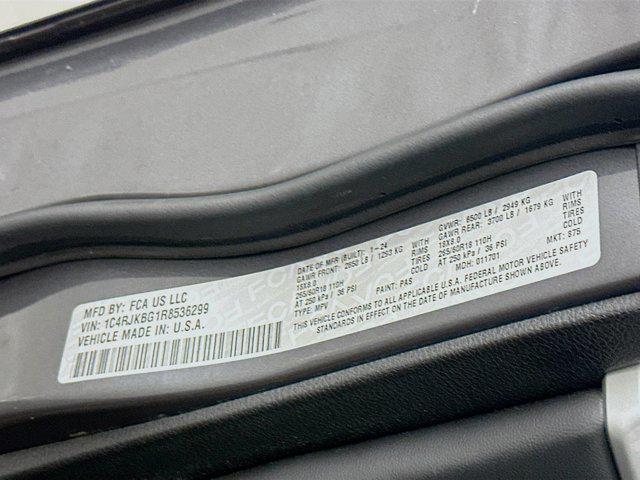 MFD BY: FCA US LLC
VIN: 1C4RJKBG1R8536299
VEHICLE MADE IN U.S.A.
DATE OF MFR (BUILT): 1-24
GAWR FRONT: 2850 LB / 1293 KG WITH
18X8.0 RIMS
265/60R18 110H TIRES
AT 250 kPa / 36 PSI COLD
TYPE: MPV PAINT: PAS
GVWR: 6500 LB / 2949 KG
GAWR REAR: 3700 LB / 1679 KG WITH
18X8.0 RIMS
265/60R18 110H TIRES
AT 250 kPa / 36 PSI COLD
MDH: 011701 MKT: 875
THIS VEHICLE CONFORMS TO ALL APPLICABLE U.S.A. FEDERAL MOTOR VEHICLE SAFETY
STANDARDS IN EFFECT ON THE DATE OF MANUFACTURE SHOWN ABOVE.